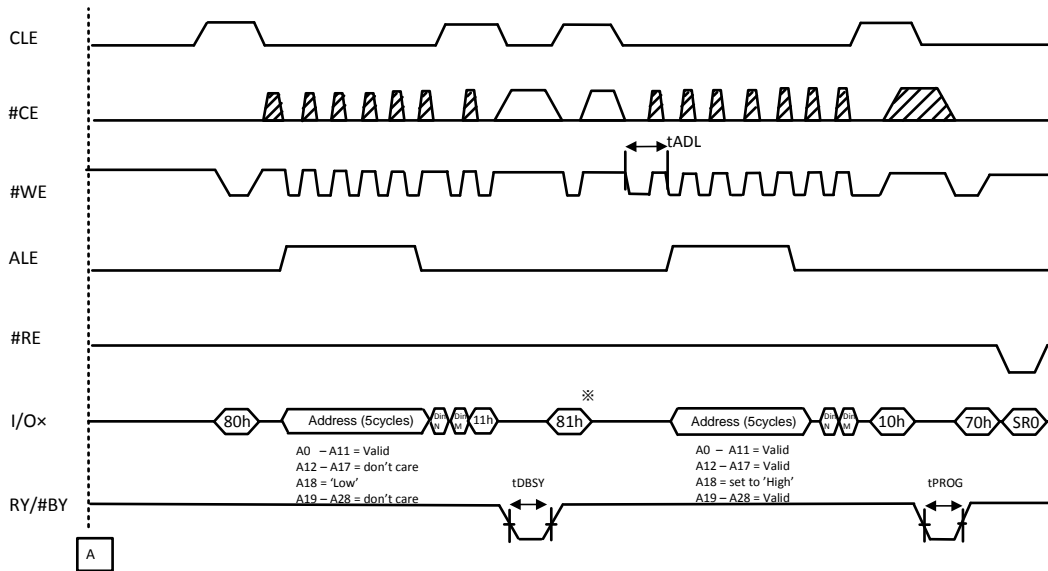 CLE
#CE
tADL
#WE
ALE
#RE
※
I/O×
80h
Address (5cycles)
Din
N
Din
M
11h
81h
Address (5cycles)
Din
N
Din
M
10h
70h
SR0
A0 – A11 = Valid
A12 – A17 = don't care
A18 = 'Low'
A19 – A28 = don't care
tDBSY
A0 – A11 = Valid
A12 – A17 = Valid
A18 = set to 'High'
A19 – A28 = Valid
tPROG
RY/#BY
A